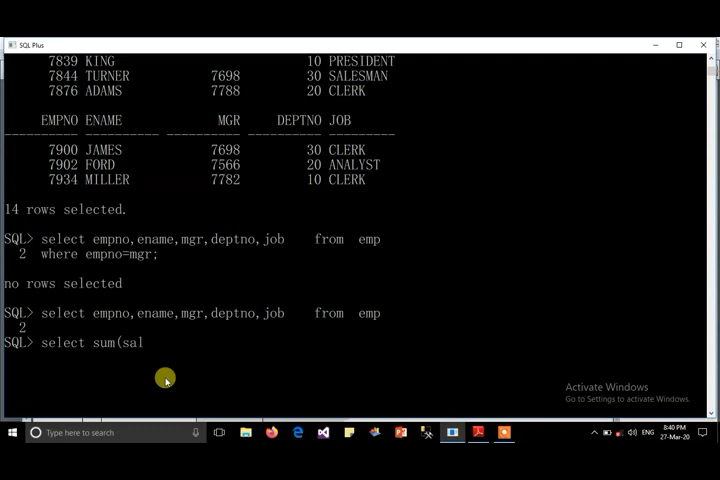 SQL Plus
7839 KING 10 PRESIDENT
7844 TURNER 7698 30 SALESMAN
7876 ADAMS 7788 20 CLERK
EMPNO ENAME MGR DEPTNO JOB
---------- ---------- ---------- ---------- ---------
7900 JAMES 7698 30 CLERK
7902 FORD 7566 20 ANALYST
7934 MILLER 7782 10 CLERK
14 rows selected.
SQL> select empno,ename,mgr,deptno,job from emp
2 where empno=mgr;
no rows selected
SQL> select empno,ename,mgr,deptno,job from emp
2
SQL> select sum(sal
Activate Windows
Go to Settings to activate Windows.
Type here to search
ENG
8:40 PM
27-Mar-20